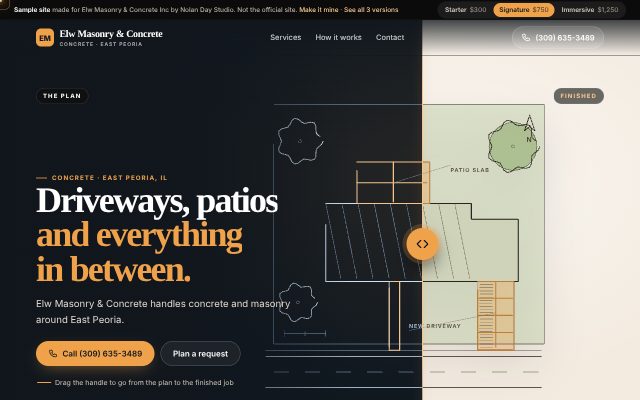 Sample site made for Elw Masonry & Concrete Inc by Nolan Day Studio. Not the official site. Make it mine · See all 3 versions
Starter $300 Signature $750 Immersive $1,250
EM
Elw Masonry & Concrete
CONCRETE · EAST PEORIA
Services How it works Contact
(309) 635-3489
THE PLAN
FINISHED
N
PATIO SLAB
CONCRETE · EAST PEORIA, IL
Driveways, patios
and everything
in between.
Elw Masonry & Concrete handles concrete and masonry
around East Peoria.
NEW DRIVEWAY
Call (309) 635-3489
Plan a request
Drag the handle to go from the plan to the finished job